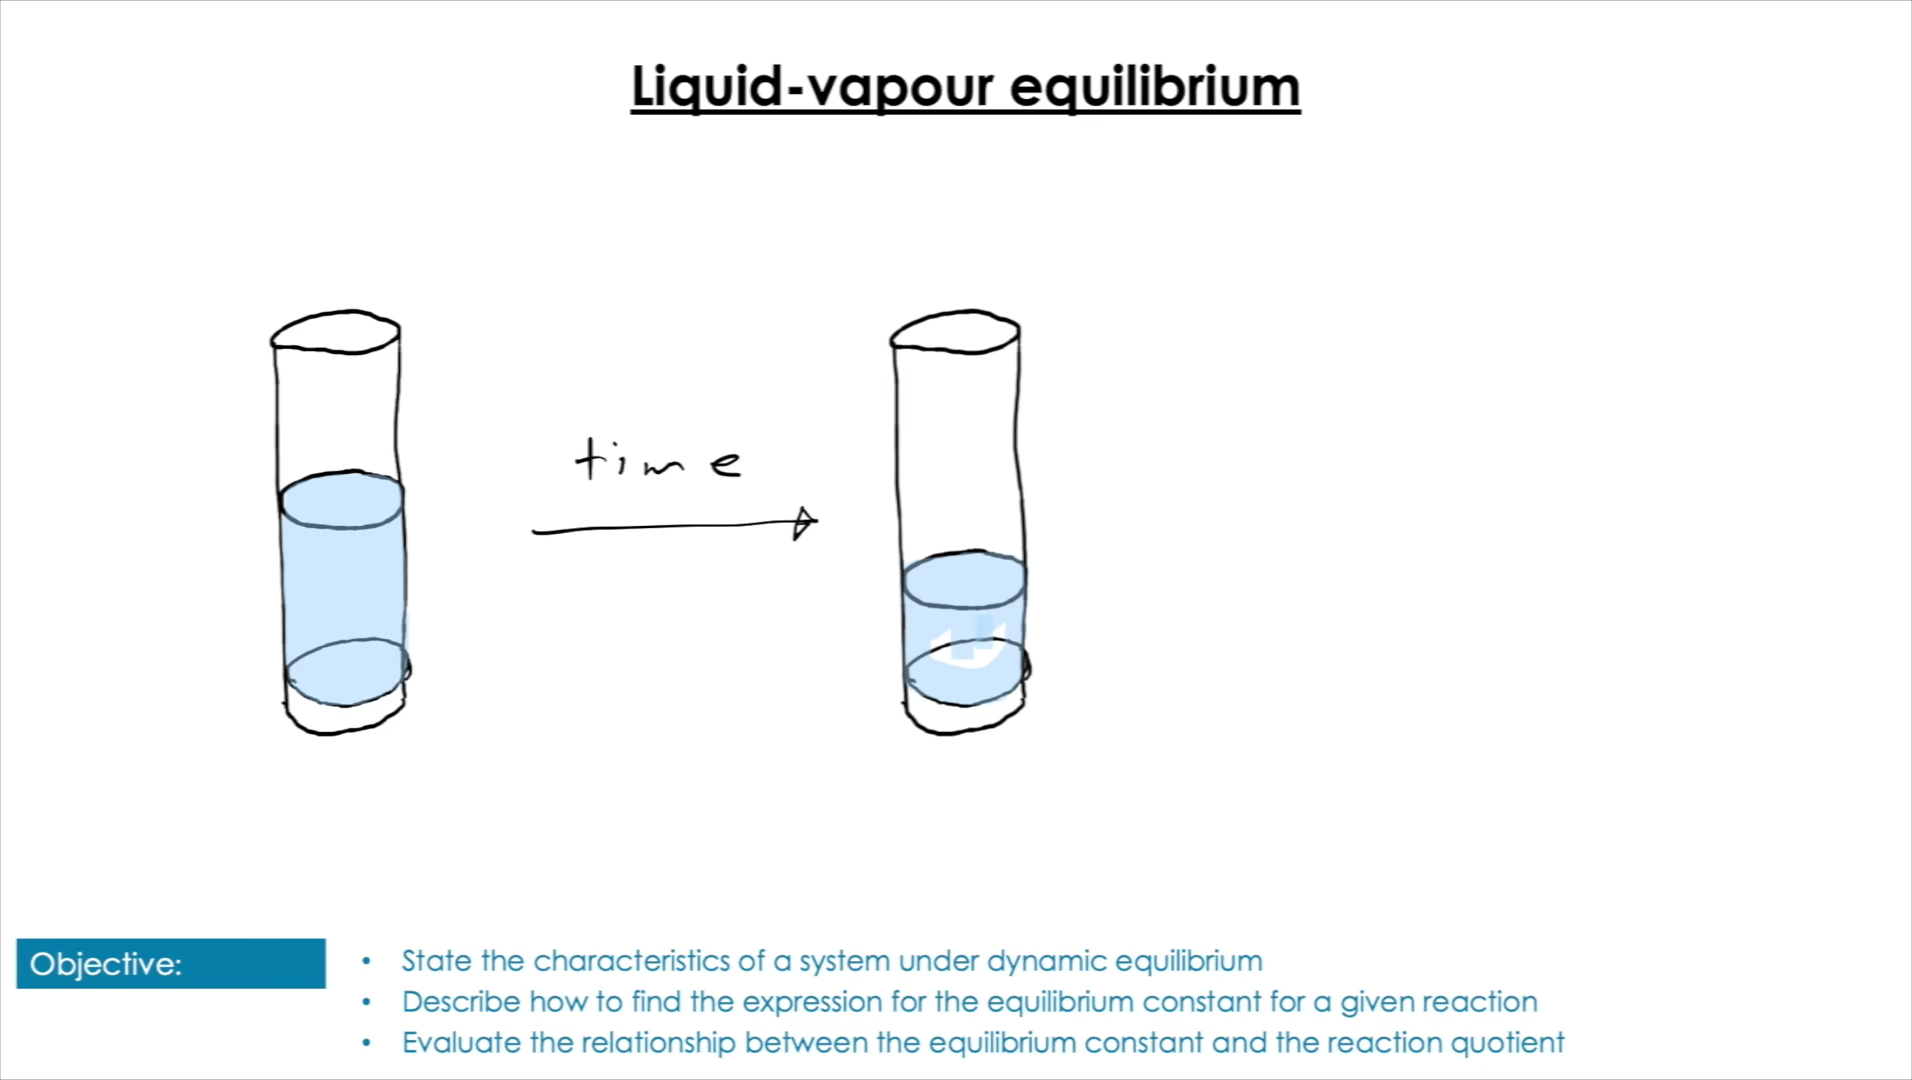 Liquid-vapour equilibrium
time
Objective:
• State the characteristics of a system under dynamic equilibrium
• Describe how to find the expression for the equilibrium constant for a given reaction
• Evaluate the relationship between the equilibrium constant and the reaction quotient